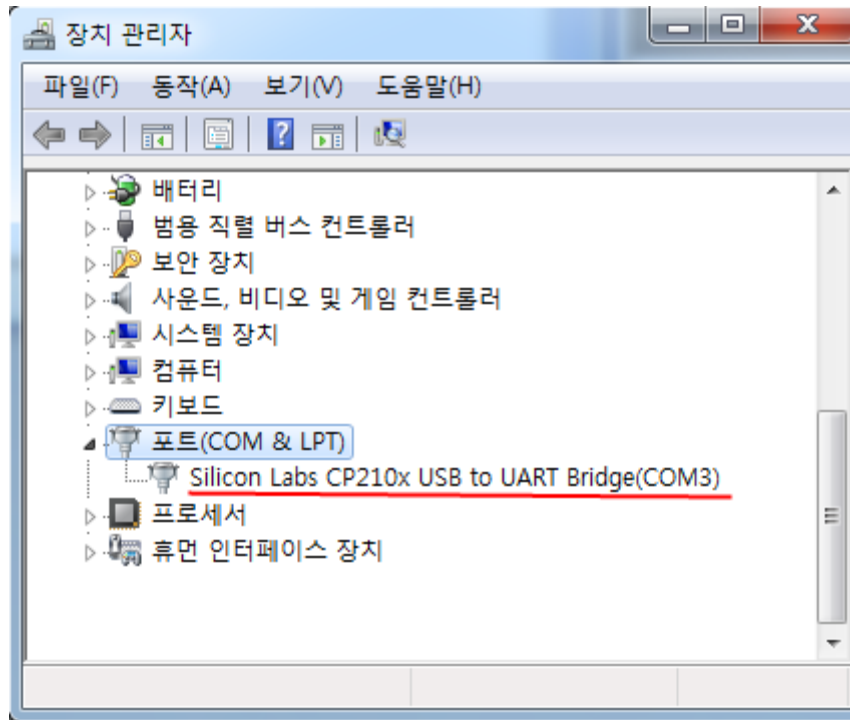 장치 관리자
파일(F) 동작(A) 보기(V) 도움말(H)
배터리
범용 직렬 버스 컨트롤러
보안 장치
사운드, 비디오 및 게임 컨트롤러
시스템 장치
컴퓨터
키보드
포트(COM & LPT)
Silicon Labs CP210x USB to UART Bridge(COM3)
프로세서
휴먼 인터페이스 장치